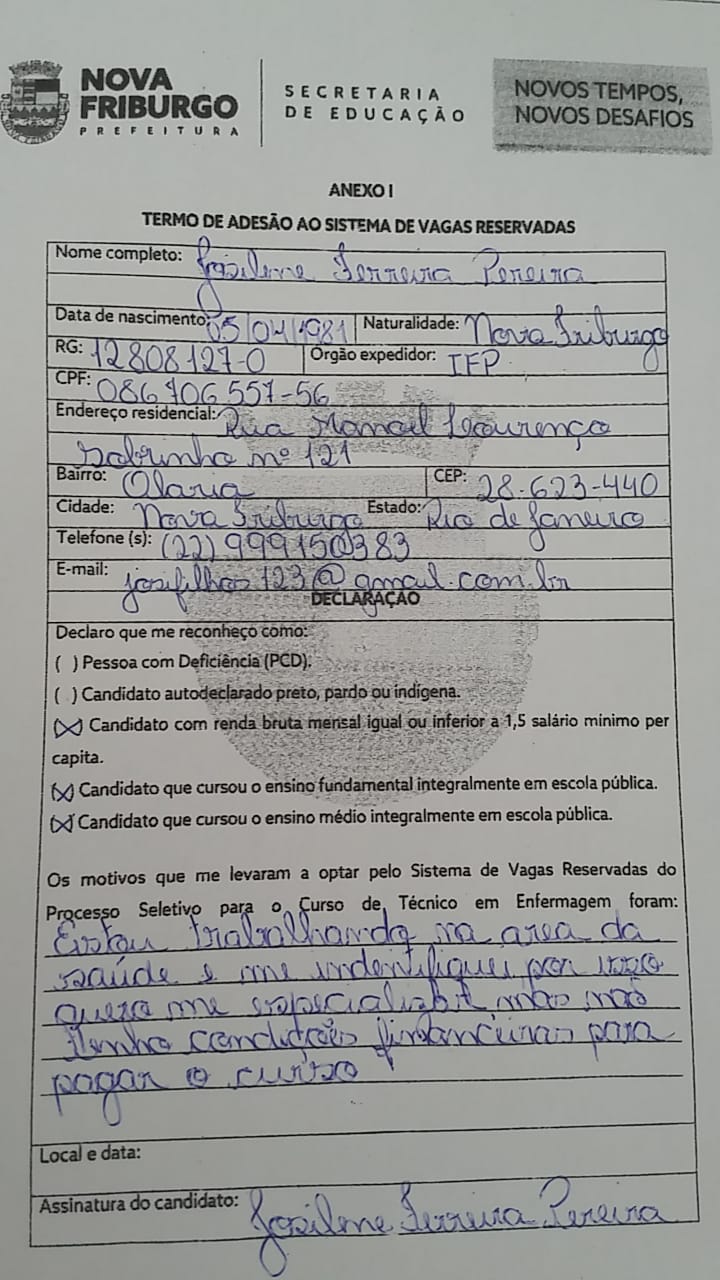 NOVA
FRIBURGO
PREFEITURA
SECRETARIA
DE EDUCAÇÃO
NOVOS TEMPOS,
NOVOS DESAFIOS
ANEXO I
TERMO DE ADESÃO AO SISTEMA DE VAGAS RESERVADAS
Nome completo: Josilene Ferreira Pereira
Data de nascimento: 05/04/1981 Naturalidade: Nova Friburgo
RG: 12808127-0 Órgão expedidor: IFP
CPF: 086706557-56
Endereço residencial: Rua Manoel Lourenço
Sobrinho nº 121
Bairro: Olaria CEP: 28-623-440
Cidade: Nova Friburgo Estado: Rio de Janeiro
Telefone (s): (22) 999150383
E-mail: josifilhos123@gmail.com.br
DECLARAÇÃO
Declaro que me reconheço como:
( ) Pessoa com Deficiência (PCD).
( ) Candidato autodeclarado preto, pardo ou indígena.
(X) Candidato com renda bruta mensal igual ou inferior a 1,5 salário mínimo per
capita.
(X) Candidato que cursou o ensino fundamental integralmente em escola pública.
(X) Candidato que cursou o ensino médio integralmente em escola pública.
Os motivos que me levaram a optar pelo Sistema de Vagas Reservadas do
Processo Seletivo para o Curso de Técnico em Enfermagem foram:
Estou trabalhando na area da
saúde e me indentifiquei por isso
quero me mas não
tenho condições financeiras para
pagar o curso
Local e data:
Assinatura do candidato: Josilene Ferreira Pereira